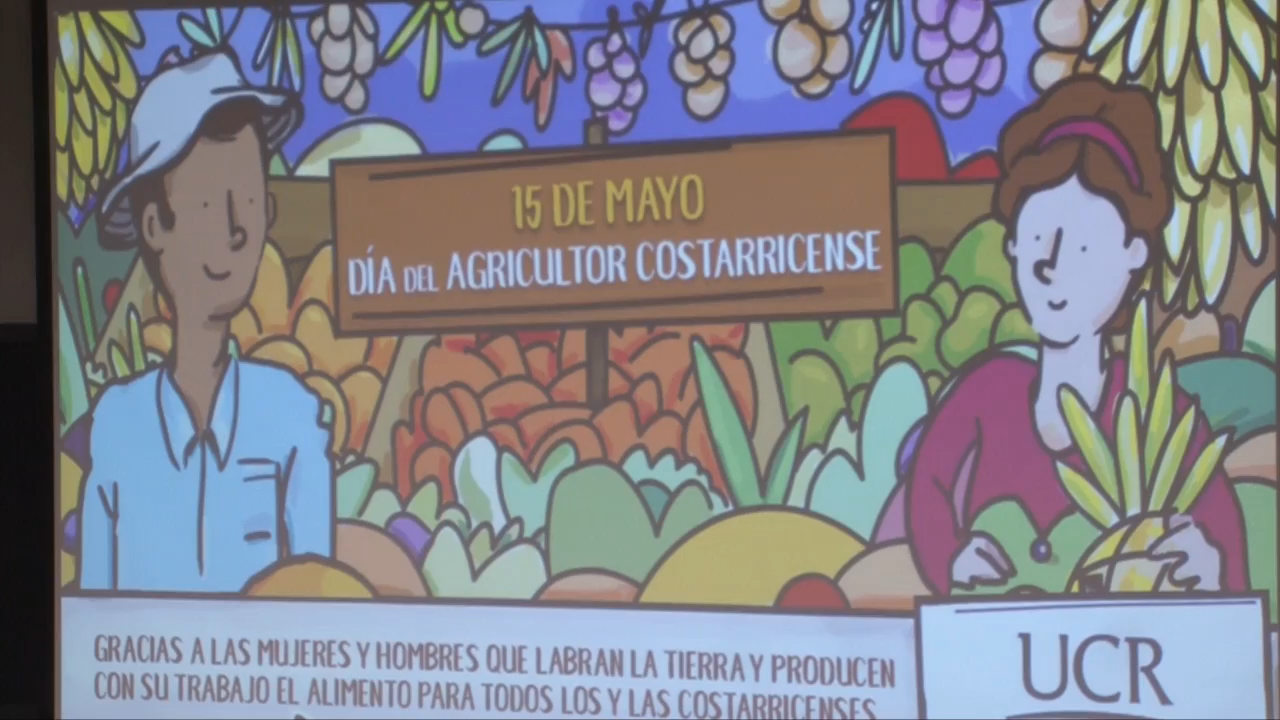 15 DE MAYO
DÍA DEL AGRICULTOR COSTARRICENSE
GRACIAS A LAS MUJERES Y HOMBRES QUE LABRAN LA TIERRA Y PRODUCEN
CON SU TRABAJO EL ALIMENTO PARA TODOS LOS Y LAS COSTARRICENSES
UCR